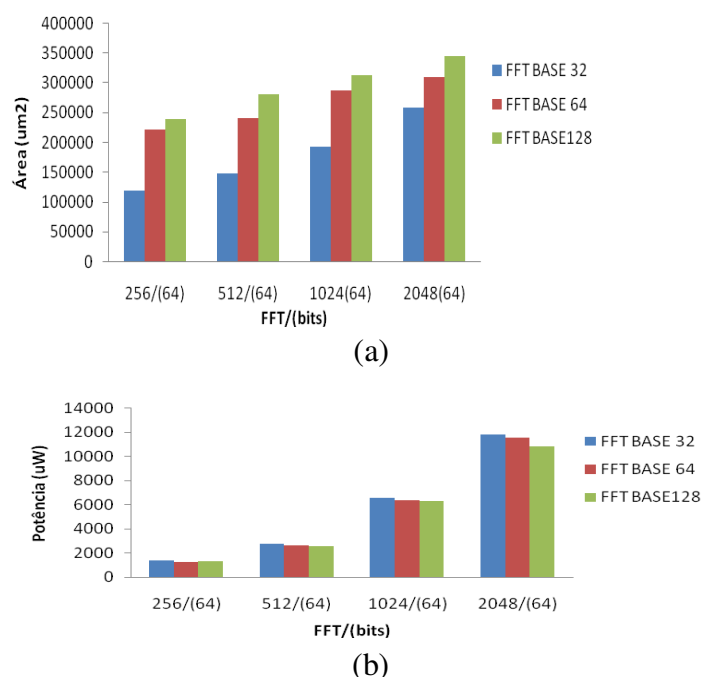 400000
350000
300000
250000
200000
150000
100000
50000
0
Área (um2)
256/(64) 512/(64) 1024(64) 2048(64)
FFT/(bits)
FFT BASE 32
FFT BASE 64
FFT BASE128
(a)
14000
12000
10000
8000
6000
4000
2000
0
Potência (uW)
256/(64) 512/(64) 1024/(64) 2048/(64)
FFT/(bits)
FFT BASE 32
FFT BASE 64
FFT BASE128
(b)